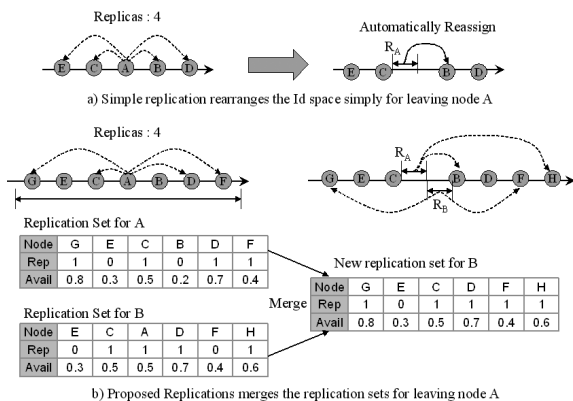 Replicas : 4
Automatically Reassign
R_A
E C A B D
E C B D
a) Simple replication rearranges the Id space simply for leaving node A
Replicas : 4
R_A
G E C A B D F
G E C B D F H
R_B
Replication Set for A
Node G E C B D F
Rep 1 0 1 0 1 1
Avail 0.8 0.3 0.5 0.2 0.7 0.4
New replication set for B
Node G E C D F H
Rep 1 0 1 1 1 1
Avail 0.8 0.3 0.5 0.7 0.4 0.6
Merge
Replication Set for B
Node E C A D F H
Rep 0 1 1 1 0 1
Avail 0.3 0.5 0.5 0.7 0.4 0.6
b) Proposed Replications merges the replication sets for leaving node A